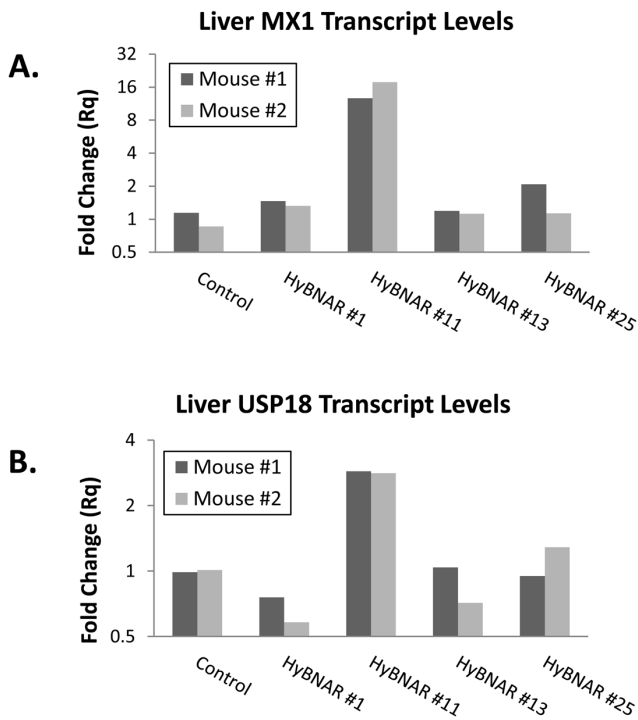 Liver MX1 Transcript Levels
A.
Fold Change (Rq)
32
16
8
4
2
1
0.5
Mouse #1
Mouse #2
Control
HyBNAR #1
HyBNAR #11
HyBNAR #13
HyBNAR #25
Liver USP18 Transcript Levels
B.
Fold Change (Rq)
4
2
1
0.5
Mouse #1
Mouse #2
Control
HyBNAR #1
HyBNAR #11
HyBNAR #13
HyBNAR #25